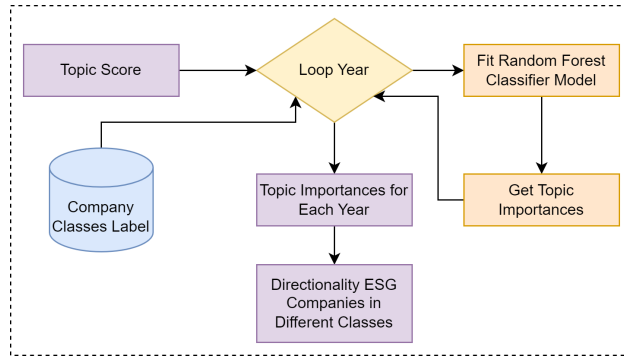 Topic Score
Loop Year
Fit Random Forest
Classifier Model
Company
Classes Label
Topic Importances for
Each Year
Get Topic
Importances
Directionality ESG
Companies in
Different Classes